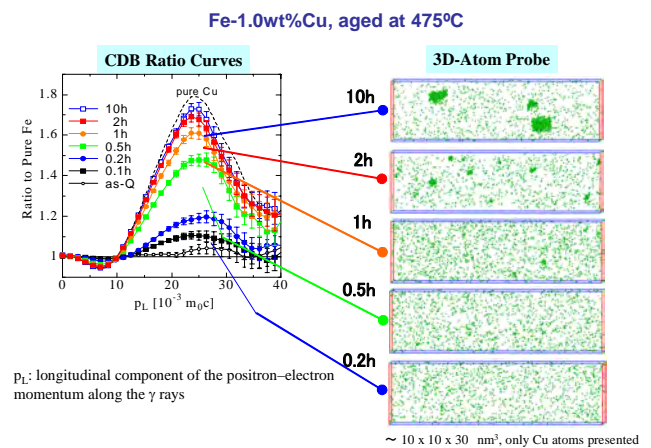 Fe-1.0wt%Cu, aged at 475ºC
CDB Ratio Curves
3D-Atom Probe
pure Cu
10h
2h
1h
0.5h
0.2h
0.1h
as-Q
Ratio to Pure Fe
1.8
1.6
1.4
1.2
1.0
0
10
20
30
40
pL [10-3 m0c]
10h
2h
1h
0.5h
0.2h
pL: longitudinal component of the positron–electron
momentum along the γ rays
~ 10 x 10 x 30 nm3, only Cu atoms presented